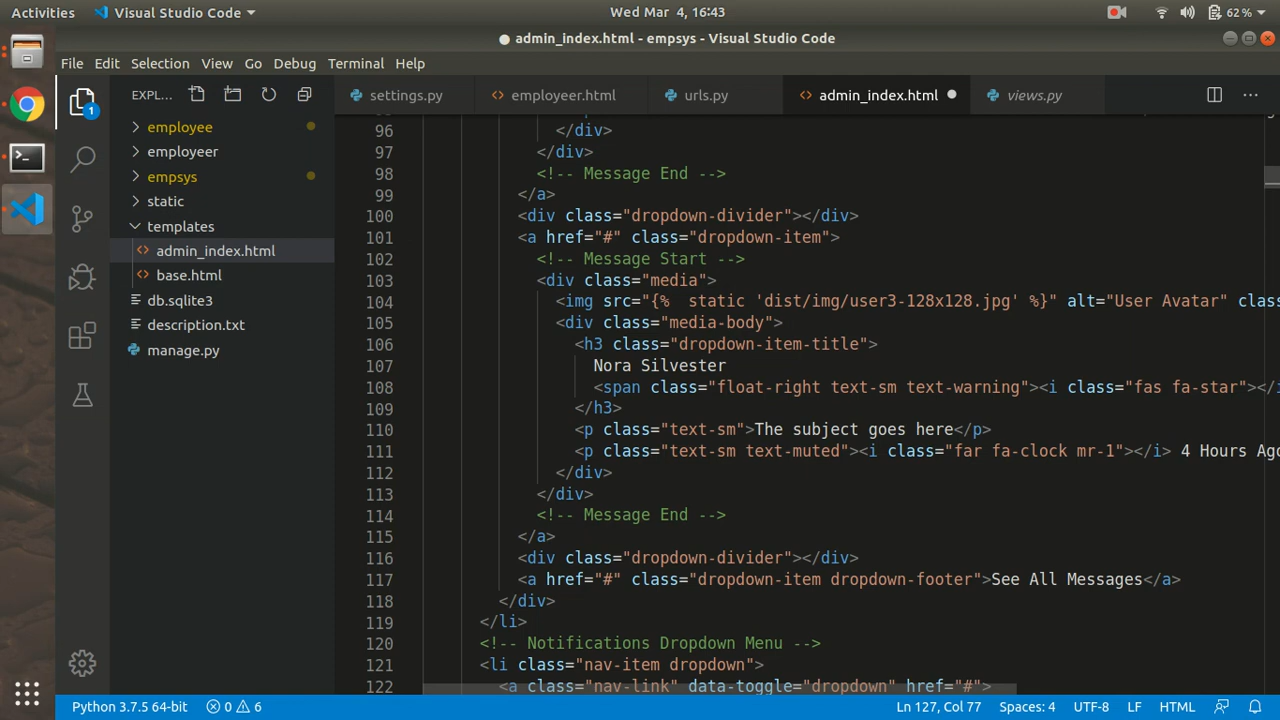 Activities Visual Studio Code Wed Mar 4, 16:43 62 %
admin_index.html - empsys - Visual Studio Code
File Edit Selection View Go Debug Terminal Help
EXPL...
settings.py employeer.html urls.py admin_index.html views.py
1
employee
employeer
empsys
static
templates
admin_index.html
base.html
db.sqlite3
description.txt
manage.py
96 </div>
97 </div>
98 <!-- Message End -->
99 </a>
100 <div class="dropdown-divider"></div>
101 <a href="#" class="dropdown-item">
102 <!-- Message Start -->
103 <div class="media">
104 <img src="{%  static 'dist/img/user3-128x128.jpg' %}" alt="User Avatar" clas
105 <div class="media-body">
106 <h3 class="dropdown-item-title">
107 Nora Silvester
108 <span class="float-right text-sm text-warning"><i class="fas fa-star"></i
109 </h3>
110 <p class="text-sm">The subject goes here</p>
111 <p class="text-sm text-muted"><i class="far fa-clock mr-1"></i> 4 Hours Ago
112 </div>
113 </div>
114 <!-- Message End -->
115 </a>
116 <div class="dropdown-divider"></div>
117 <a href="#" class="dropdown-item dropdown-footer">See All Messages</a>
118 </div>
119 </li>
120 <!-- Notifications Dropdown Menu -->
121 <li class="nav-item dropdown">
122 <a class="nav-link" data-toggle="dropdown" href="#">
Python 3.7.5 64-bit 0 6 Ln 127, Col 77 Spaces: 4 UTF-8 LF HTML